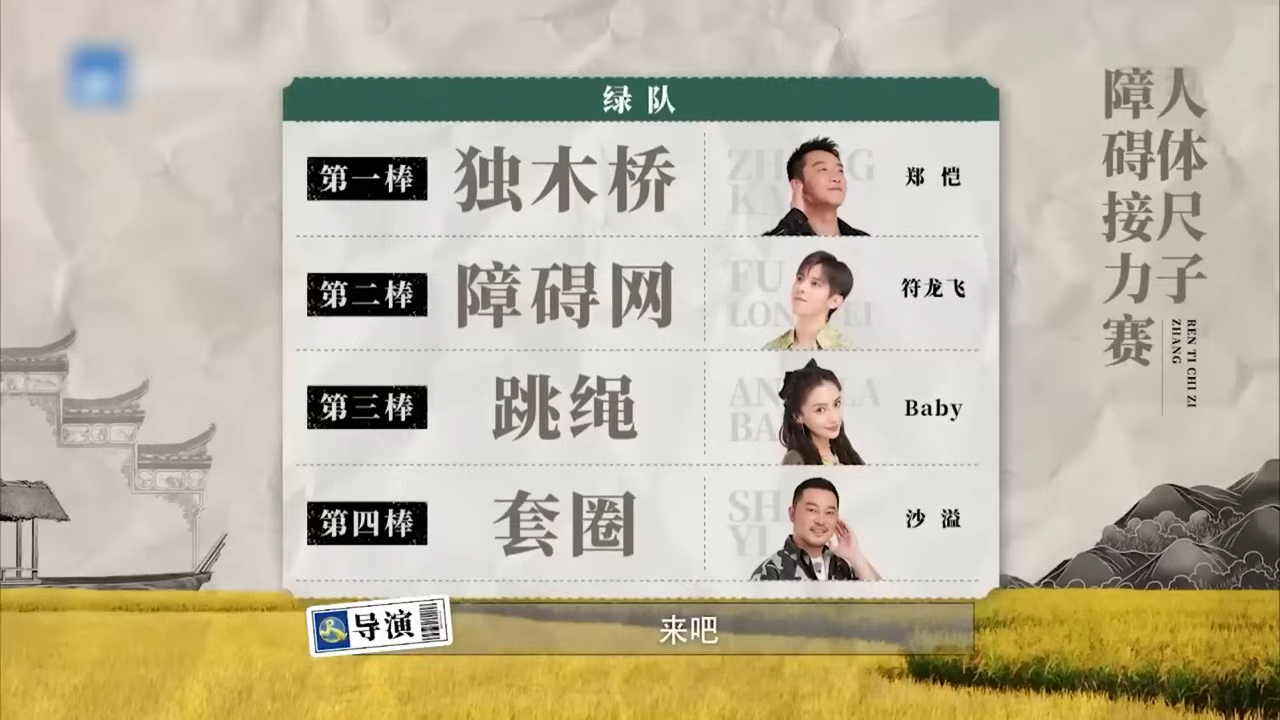 绿队
第一棒 独木桥 郑恺
第二棒 障碍网 符龙飞
第三棒 跳绳 Baby
第四棒 套圈 沙溢
人体尺子
障碍接力赛
REN TI CHI ZI
ZHANG
导演 来吧